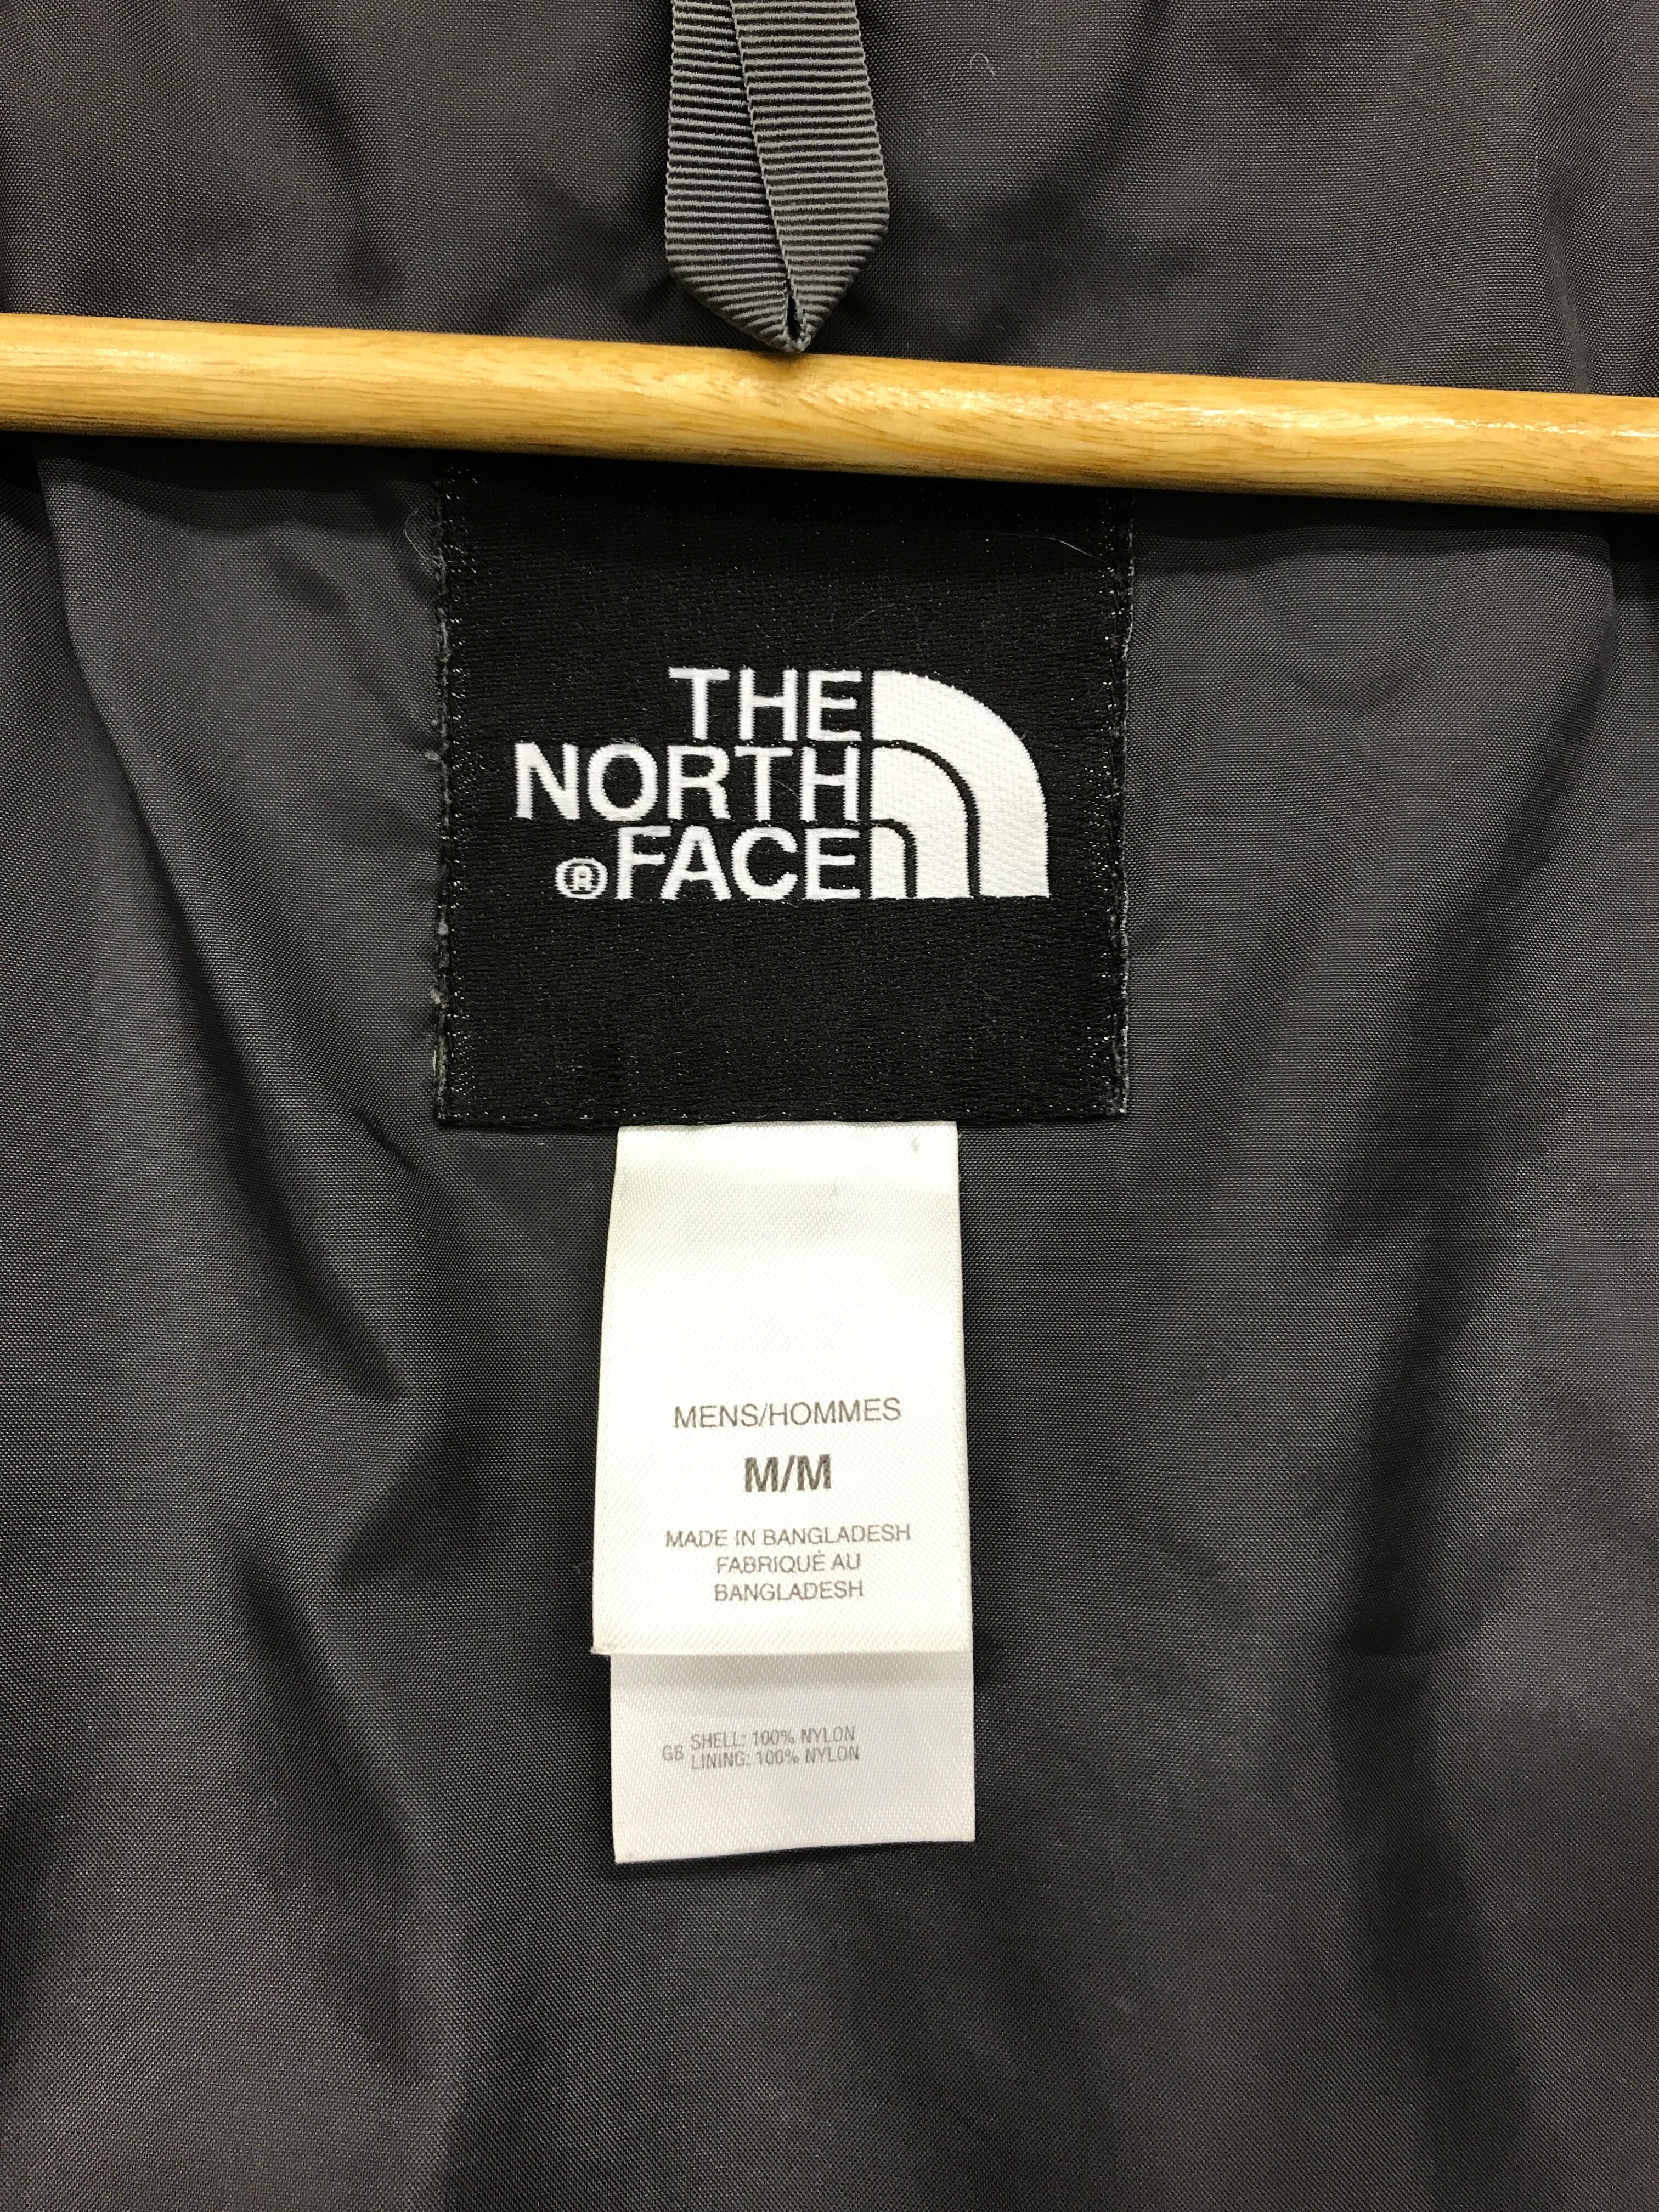 THE
NORTH
®FACE
MENS/HOMMES
M/M
MADE IN BANGLADESH
FABRIQUÉ AU
BANGLADESH
GB SHELL: 100% NYLON
LINING: 100% NYLON